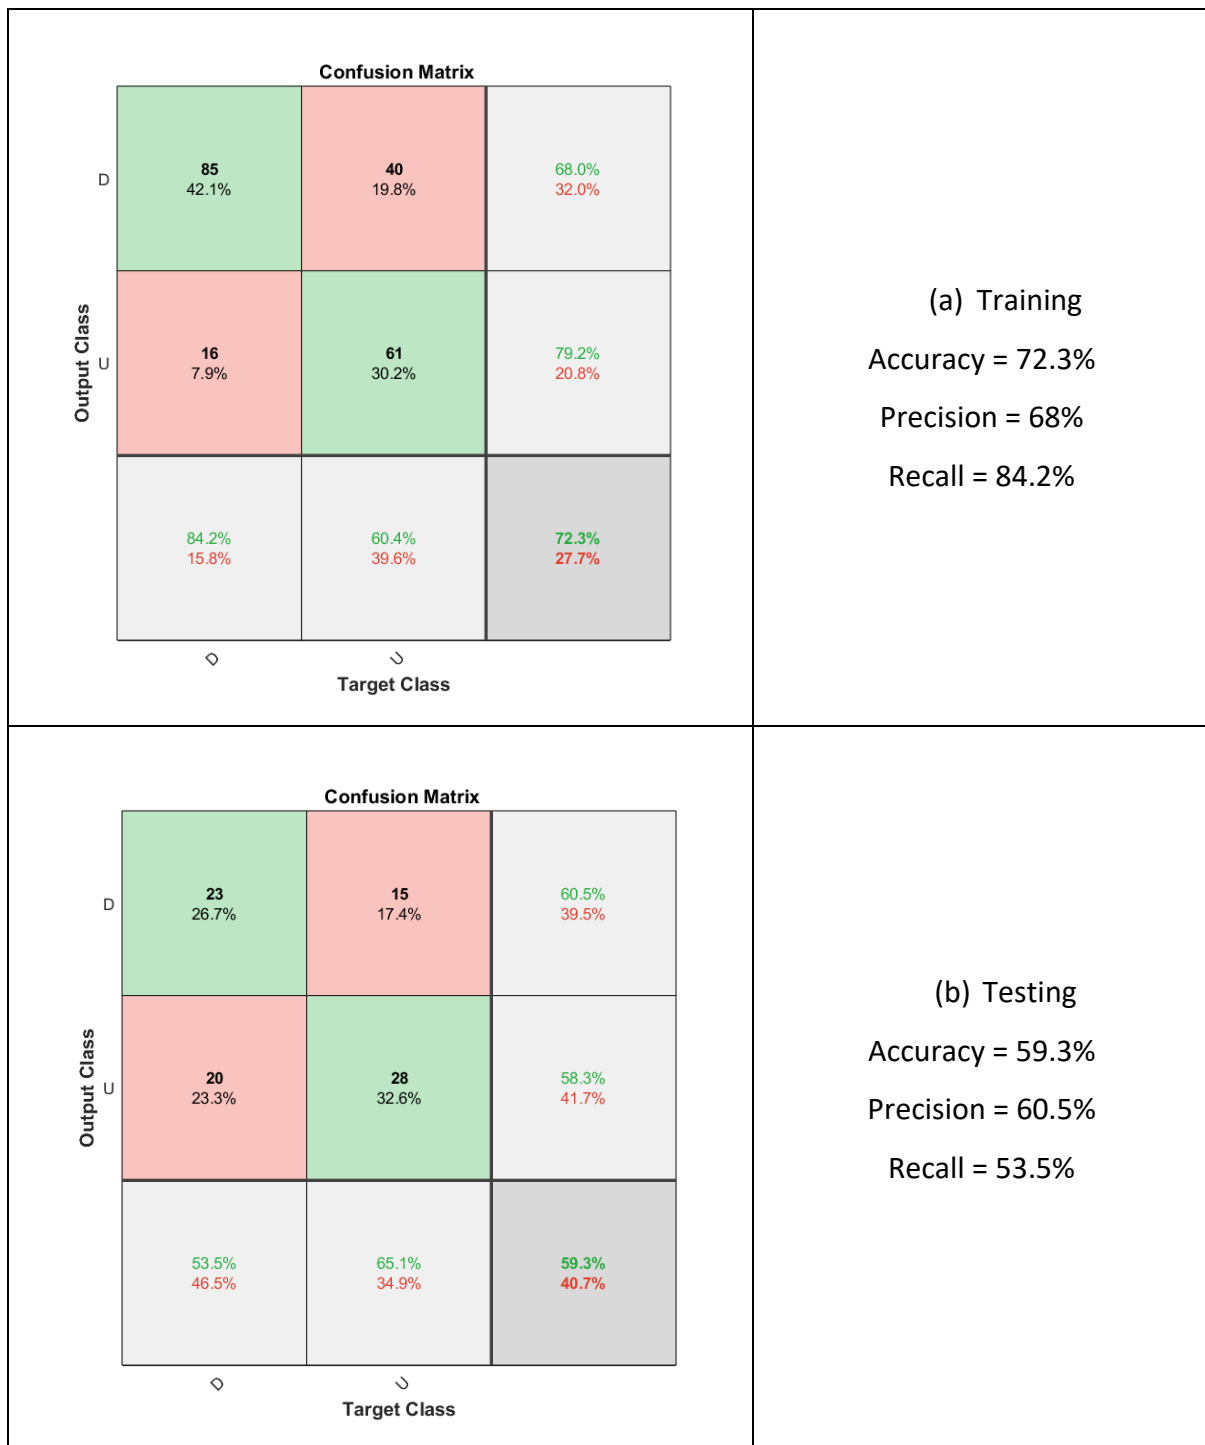 Confusion Matrix
D
85
42.1%
40
19.8%
68.0%
32.0%
Output Class
U
16
7.9%
61
30.2%
79.2%
20.8%
84.2%
15.8%
60.4%
39.6%
72.3%
27.7%
D
U
Target Class
(a) Training
Accuracy = 72.3%
Precision = 68%
Recall = 84.2%
Confusion Matrix
D
23
26.7%
15
17.4%
60.5%
39.5%
Output Class
U
20
23.3%
28
32.6%
58.3%
41.7%
53.5%
46.5%
65.1%
34.9%
59.3%
40.7%
D
U
Target Class
(b) Testing
Accuracy = 59.3%
Precision = 60.5%
Recall = 53.5%